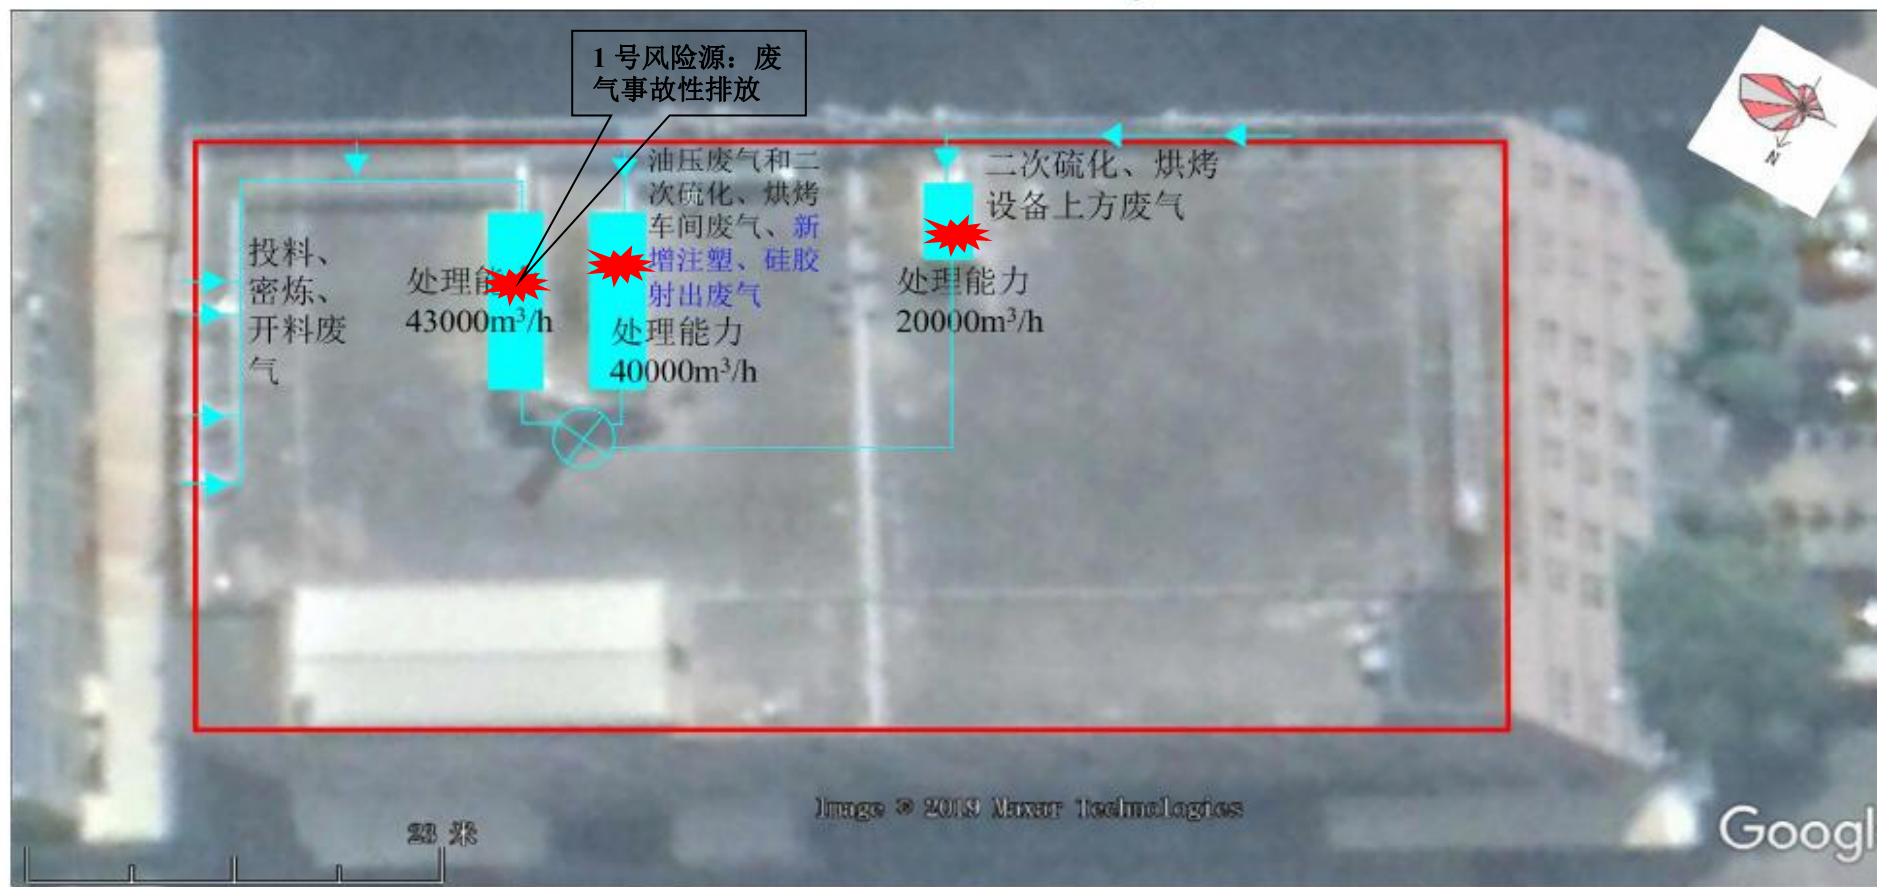 1 号风险源：废
气事故性排放
N
投料、
密炼、
开料废
气
处理能
43000m³/h
油压废气和二
次硫化、烘烤
车间废气、新
增注塑、硅胶
射出废气
处理能力
40000m³/h
二次硫化、烘烤
设备上方废气
处理能力
20000m³/h
Image © 2019 Maxar Technologies
23 米
Googl